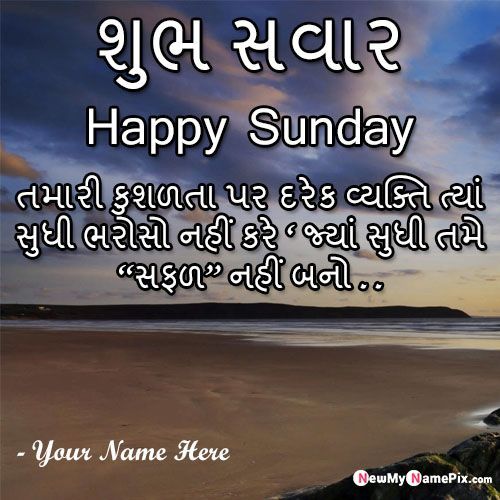 શુભ સવાર
Happy Sunday
તમારી કુશળતા પર દરેક વ્યક્તિ ત્યાં
સુધી ભરોસો નહીં કરે ‘ જ્યાં સુધી તમે
“સફળ” નહીં બનો . .
- Your Name Here
NewMyNamePix.com